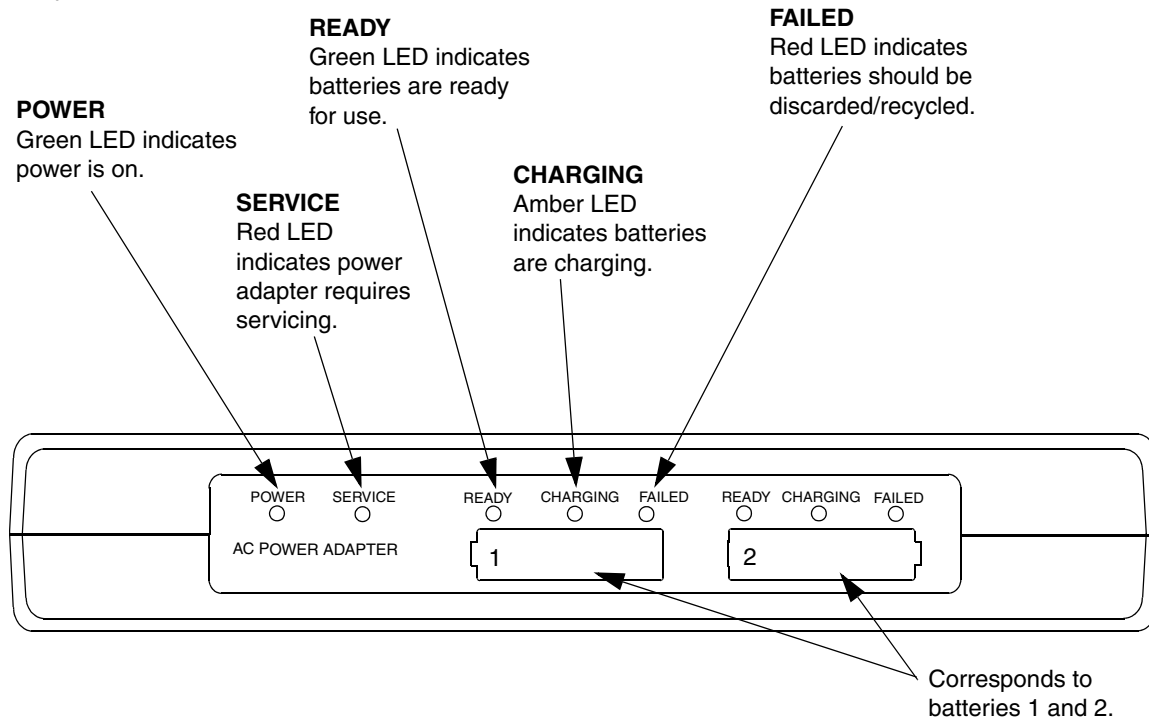 READY
Green LED indicates
batteries are ready
for use.
FAILED
Red LED indicates
batteries should be
discarded/recycled.
POWER
Green LED indicates
power is on.
SERVICE
Red LED
indicates power
adapter requires
servicing.
CHARGING
Amber LED
indicates batteries
are charging.
POWER SERVICE READY CHARGING FAILED READY CHARGING FAILED
AC POWER ADAPTER
1
2
Corresponds to
batteries 1 and 2.